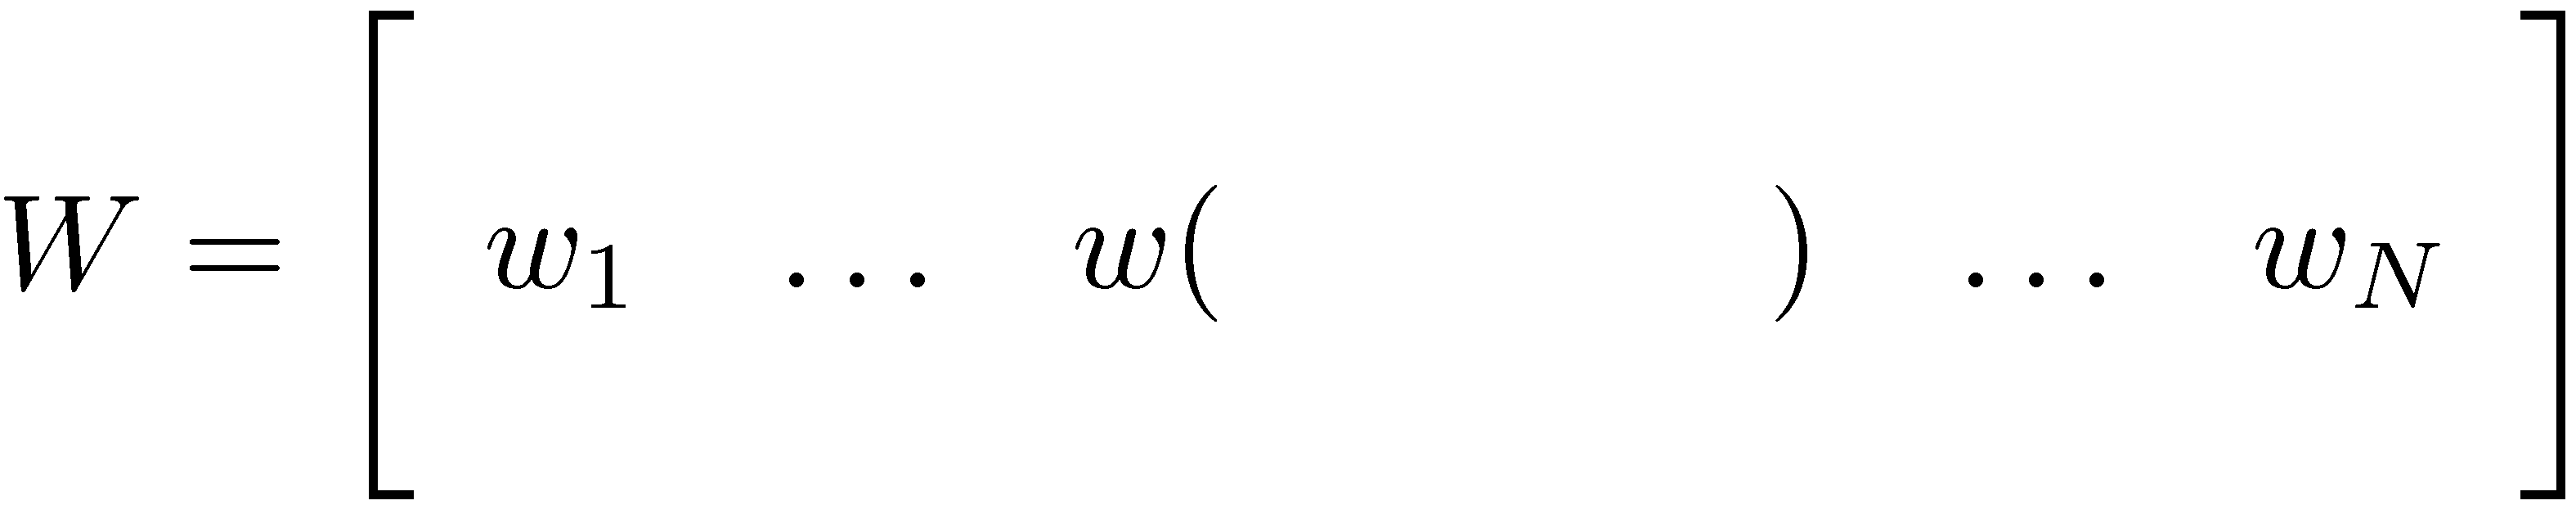 W = [ w_1 … w( ) … w_N ]